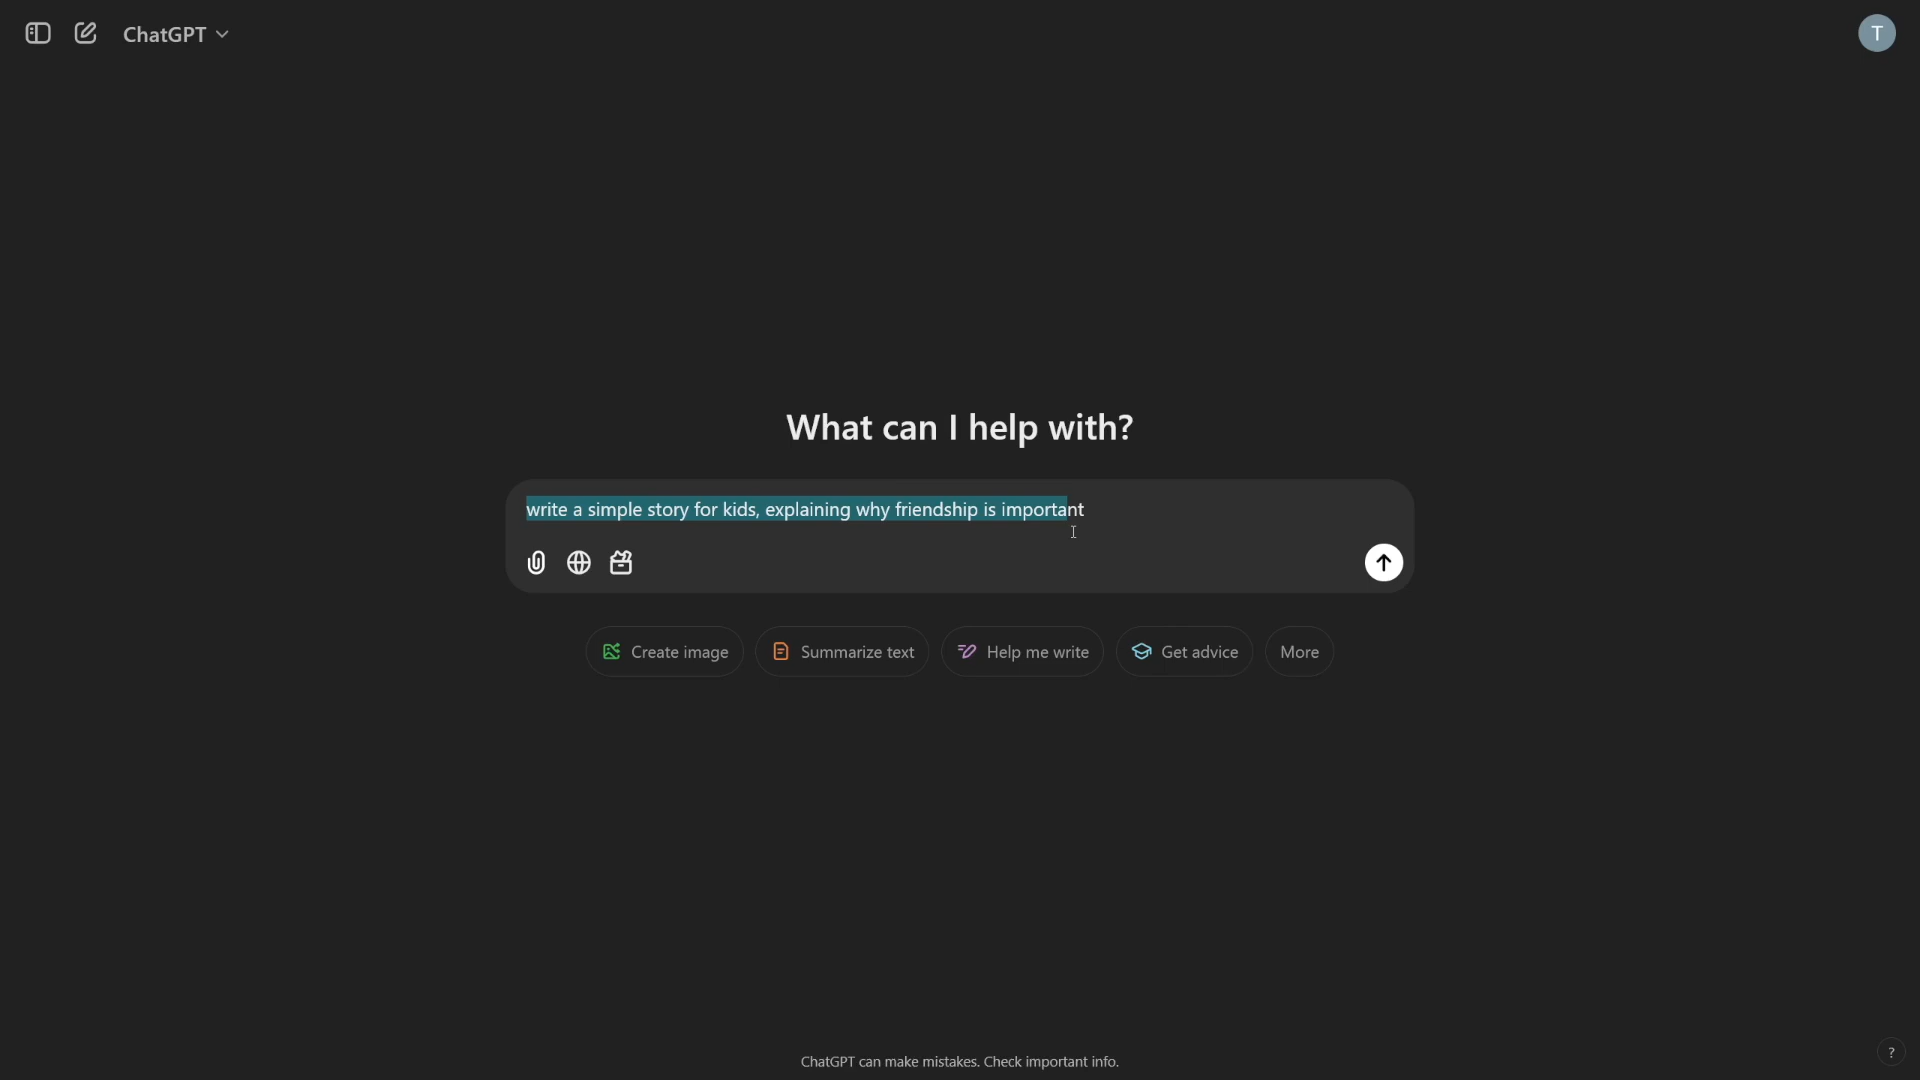 ChatGPT
T
What can I help with?
write a simple story for kids, explaining why friendship is important
Create image
Summarize text
Help me write
Get advice
More
ChatGPT can make mistakes. Check important info.
?